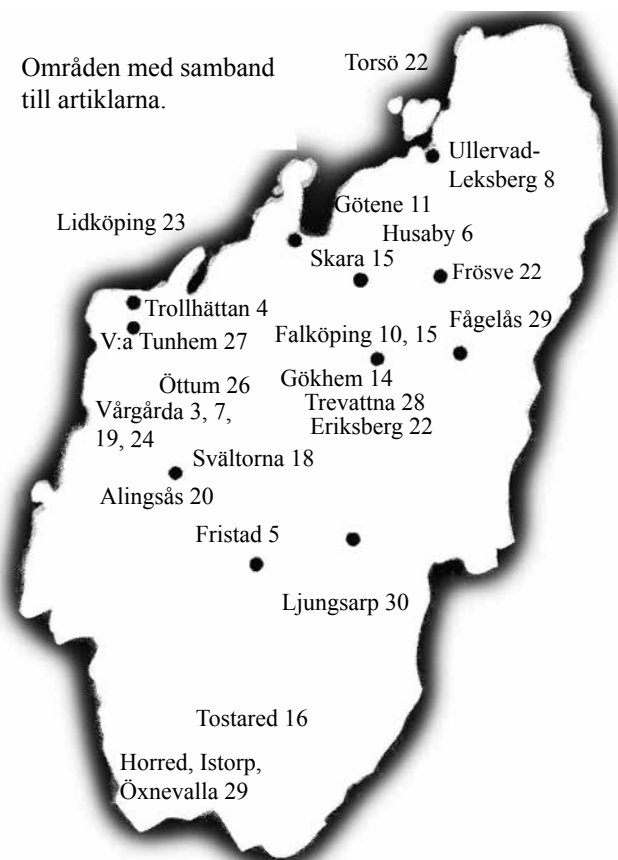 Områden med samband
till artiklarna.
Torsö 22
Ullervad-
Leksberg 8
Götene 11
Lidköping 23
Husaby 6
Skara 15
Frösve 22
Trollhättan 4
Fågelås 29
V:a Tunhem 27
Falköping 10, 15
Öttum 26
Gökhem 14
Vårgårda 3, 7,
19, 24
Trevattna 28
Eriksberg 22
Svältorna 18
Alingsås 20
Fristad 5
Ljungsarp 30
Tostared 16
Horred, Istorp,
Öxnevalla 29